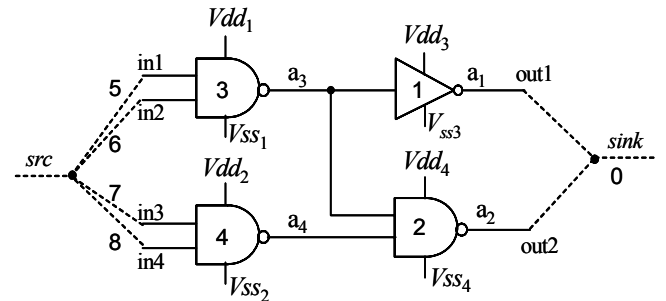 Vdd1 Vdd3
in1 a3 a1 out1
5 3 1
in2
6 Vss1 Vss3
src Vdd2 Vdd4 sink
7 0
in3 a4 a2
8 4 2
in4 out2
Vss2 Vss4